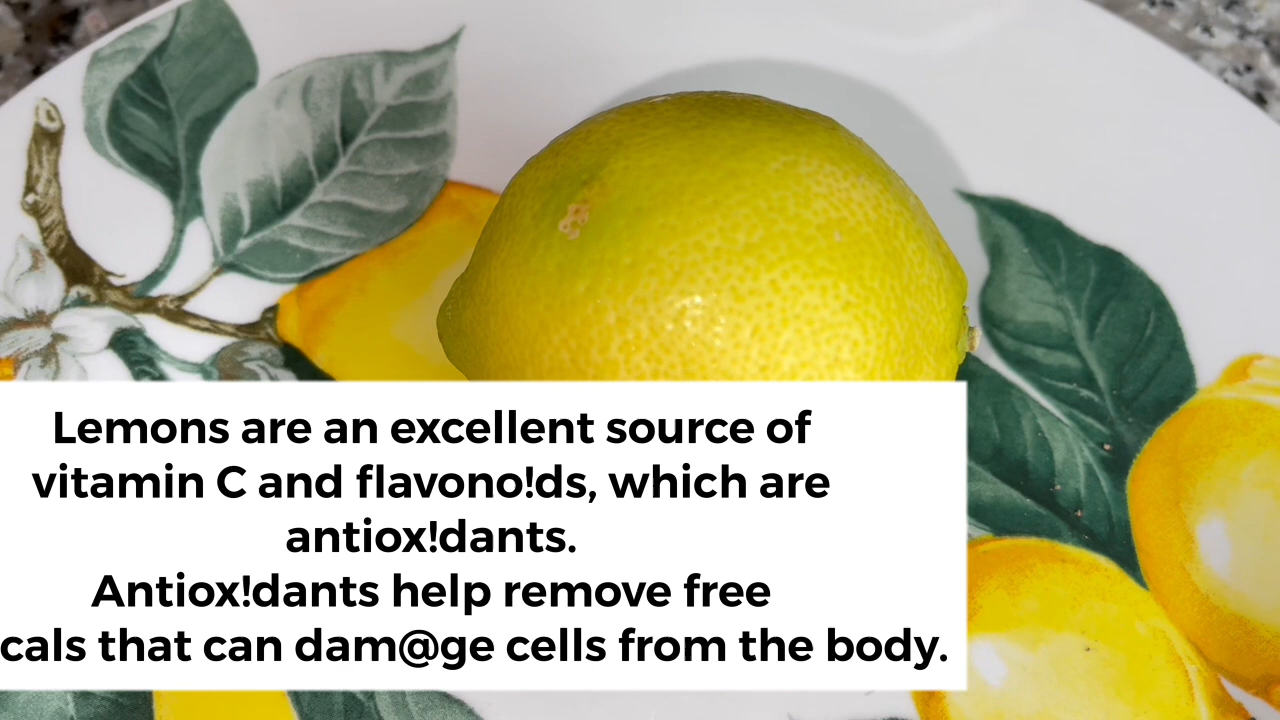 Lemons are an excellent source of
vitamin C and flavono!ds, which are
antiox!dants.
Antiox!dants help remove free
cals that can dam@ge cells from the body.